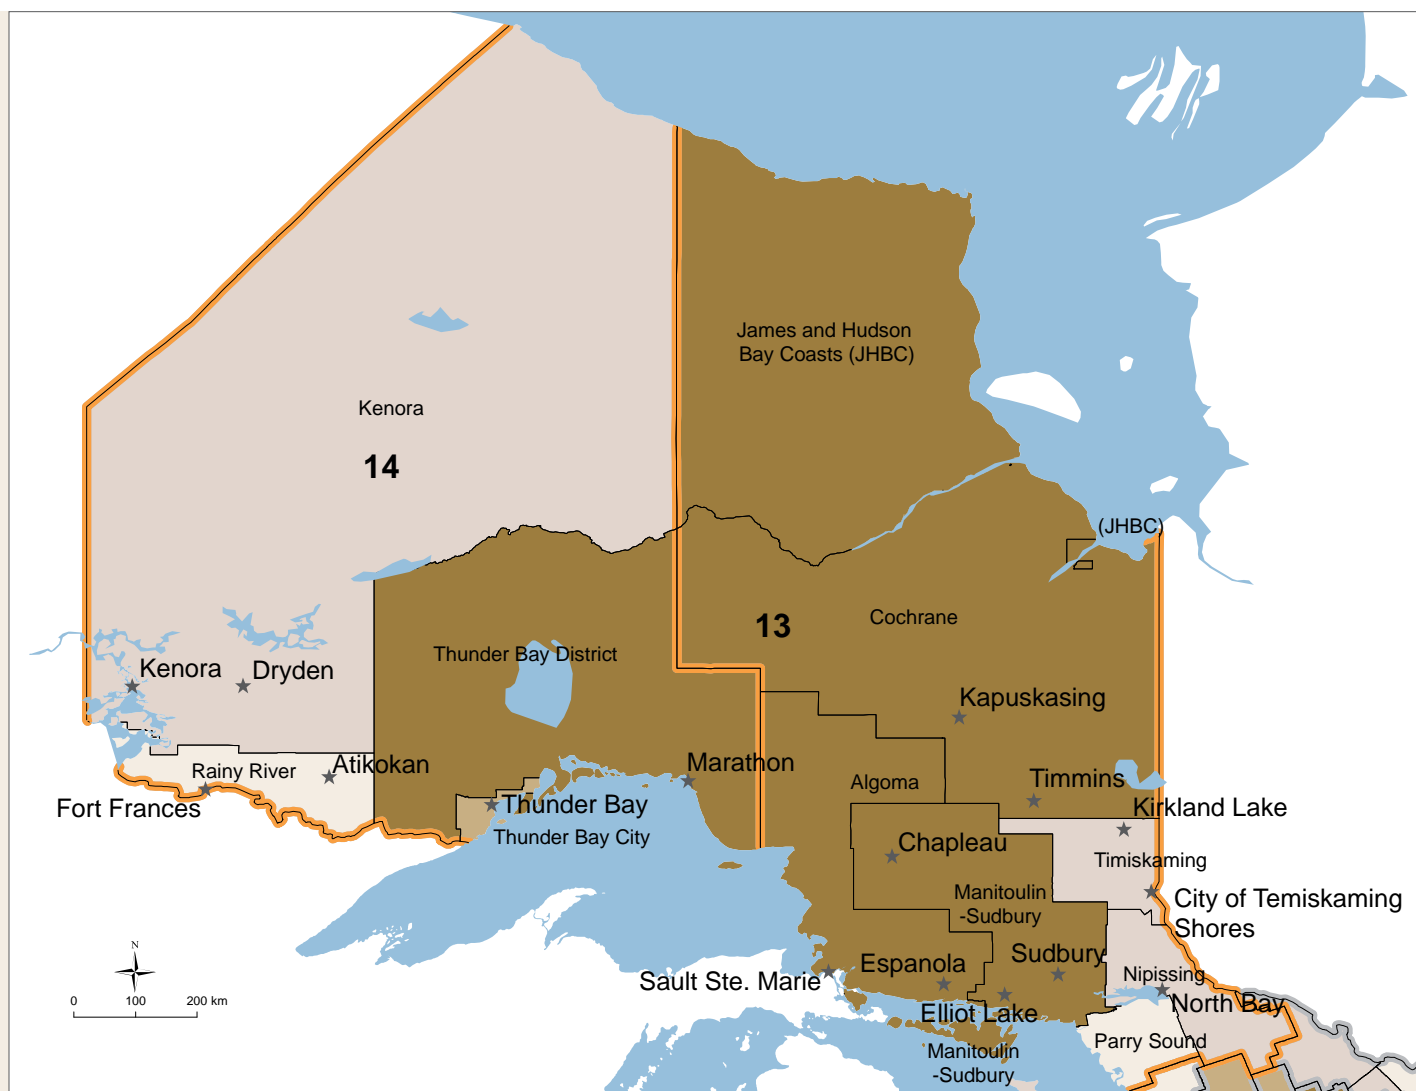 James and Hudson
Bay Coasts (JHBC)
Kenora
14
(JHBC)
13
Cochrane
Thunder Bay District
Kenora
Dryden
Kapuskasing
Marathon
Atikokan
Rainy River
Algoma
Timmins
Fort Frances
Thunder Bay
Thunder Bay City
Kirkland Lake
Chapleau
Timiskaming
Manitoulin
-Sudbury
City of Temiskaming
Shores
N
Sudbury
Espanola
Nipissing
Sault Ste. Marie
0 100 200 km
North Bay
Elliot Lake
Parry Sound
Manitoulin
-Sudbury